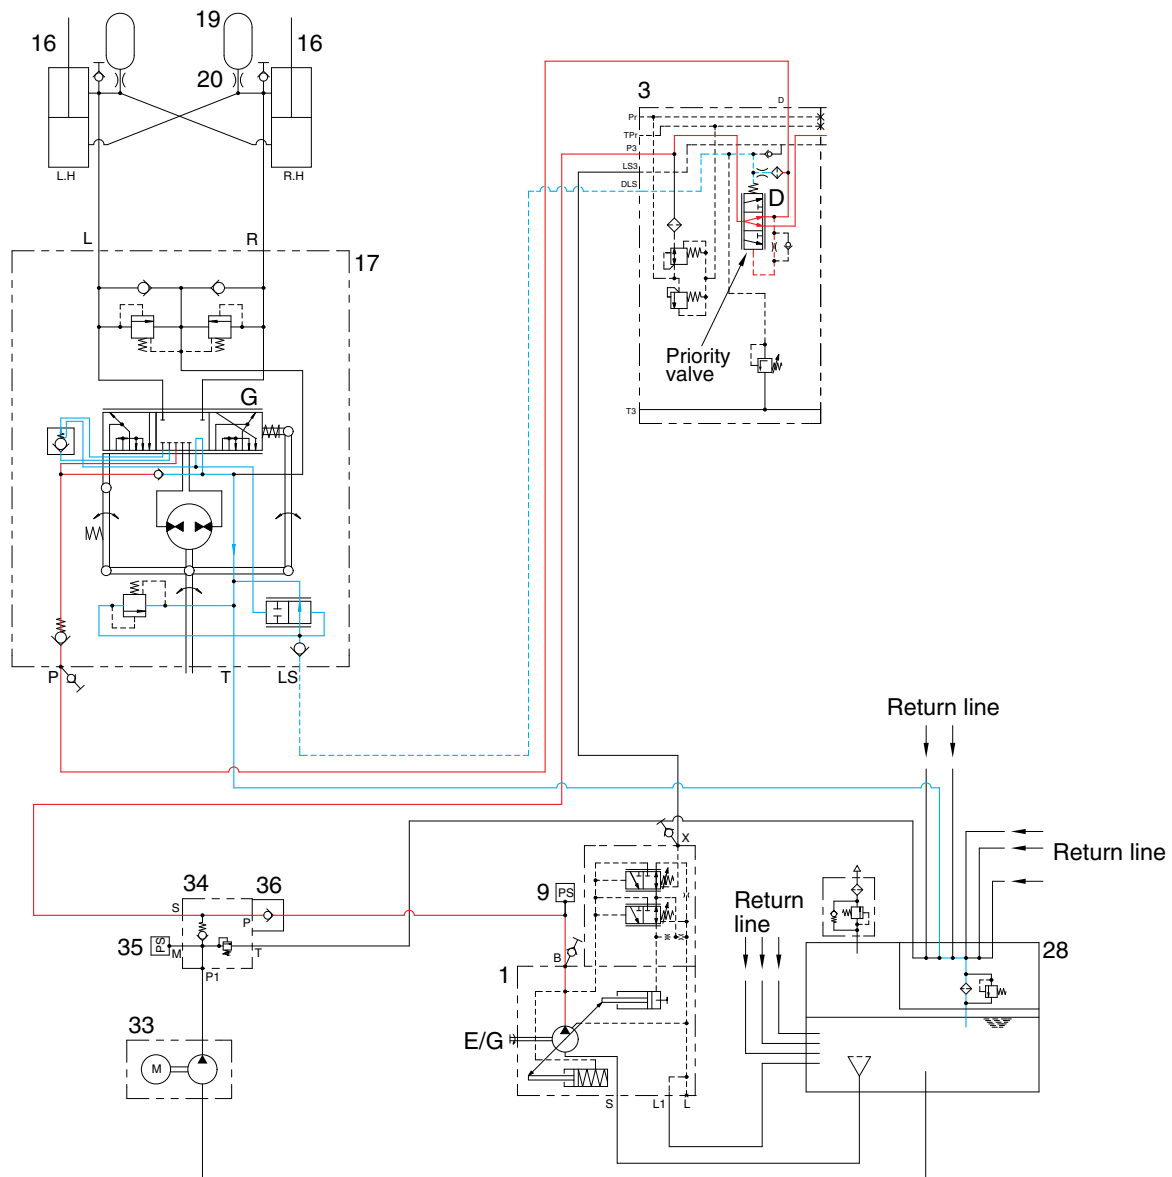 19
16
16
20
3
D
Pr
TPr
P3
LS3
DLS
D
L.H
R.H
L
R
17
Priority
valve
G
T3
P
T
LS
Return line
X
Return line
34
36
9
PS
Return
line
S
P
35
PS
M
T
B
28
P1
1
33
E/G
M
S
L1
L